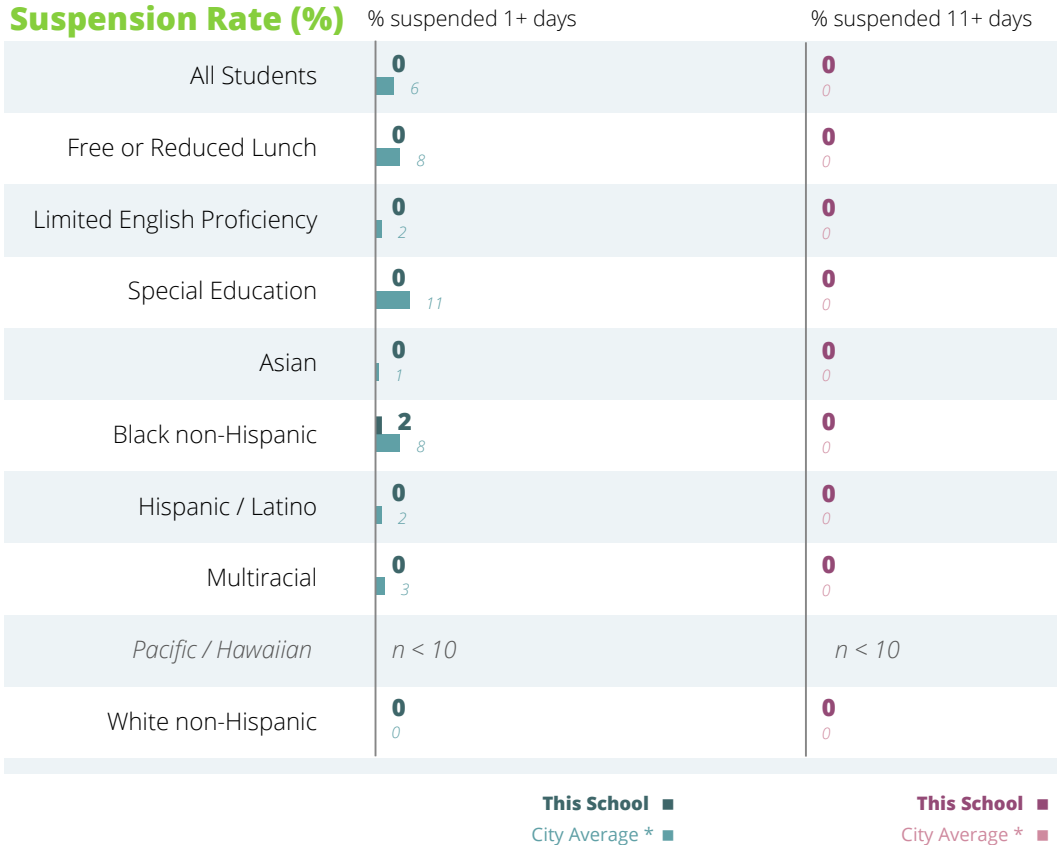 Suspension Rate (%) % suspended 1+ days % suspended 11+ days
All Students 0 0
6 0
Free or Reduced Lunch 0 0
8 0
Limited English Proficiency 0 0
2 0
Special Education 0 0
11 0
Asian 0 0
1 0
Black non-Hispanic 2 0
8 0
Hispanic / Latino 0 0
2 0
Multiracial 0 0
3 0
Pacific / Hawaiian n < 10 n < 10
White non-Hispanic 0 0
0 0
This School This School
City Average * City Average *